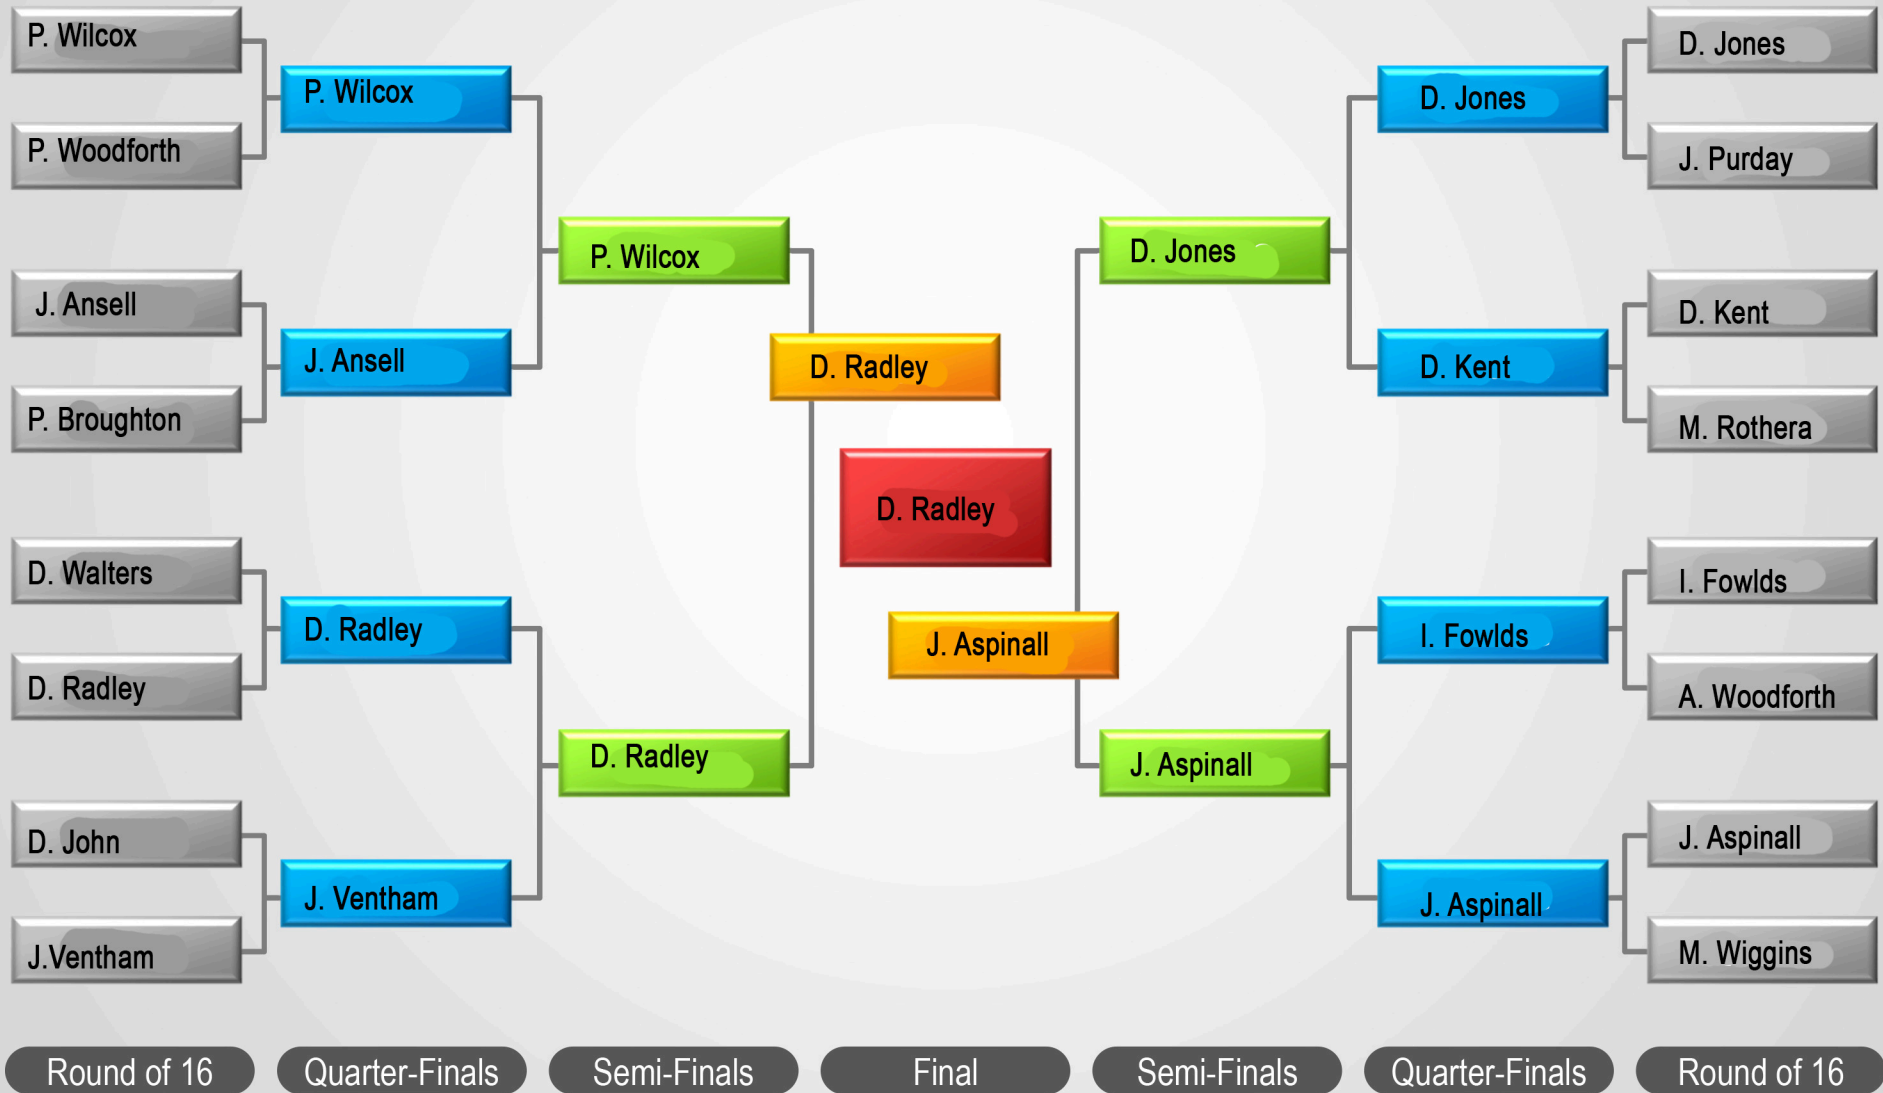 P. Wilcox
P. Woodforth
J. Ansell
P. Broughton
D. Walters
D. Radley
D. John
J.Ventham
P. Wilcox
J. Ansell
D. Radley
J. Ventham
P. Wilcox
D. Radley
D. Radley
D. Radley
J. Aspinall
D. Jones
J. Aspinall
D. Jones
D. Kent
I. Fowlds
J. Aspinall
D. Jones
J. Purday
D. Kent
M. Rothera
I. Fowlds
A. Woodforth
J. Aspinall
M. Wiggins
Round of 16
Quarter-Finals
Semi-Finals
Final
Semi-Finals
Quarter-Finals
Round of 16